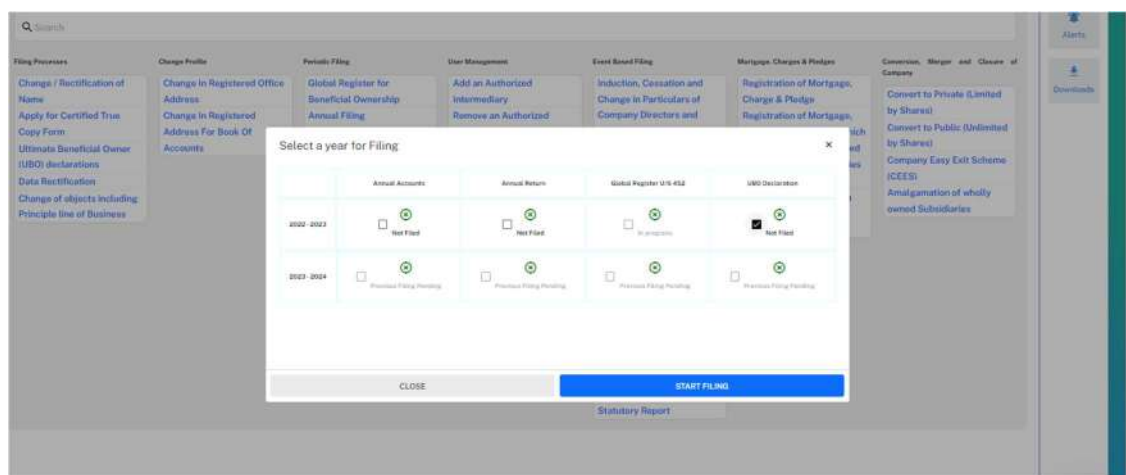 Search
Alerts
Downloads
Filing Processes
Change / Rectification of
Name
Apply for Certified True
Copy Form
Ultimate Beneficial Owner
(UBO) declarations
Data Rectification
Change of objects including
Principle line of Business
Change Profile
Change in Registered Office
Address
Change in Registered
Address For Book Of
Accounts
Periodic Filing
Global Register for
Beneficial Ownership
Annual Filing
User Management
Add an Authorized
Intermediary
Remove an Authorized
Event Based Filing
Induction, Cessation and
Change in Particulars of
Company Directors and
Statutory Report
Mortgage, Charges & Pledges
Registration of Mortgage,
Charge & Pledge
Registration of Mortgage,
Conversion, Merger and Closure of
Company
Convert to Private (Limited
by Shares)
Convert to Public (Unlimited
by Shares)
Company Easy Exit Scheme
(CEES)
Amalgamation of wholly
owned Subsidiaries
Select a year for Filing
Annual Accounts Annual Return Global Register U/S 452 UBO Declaration
2022 - 2023 Not Filed Not Filed In progress Not Filed
2023 - 2024 Previous Filing Pending Previous Filing Pending Previous Filing Pending Previous Filing Pending
CLOSE START FILING